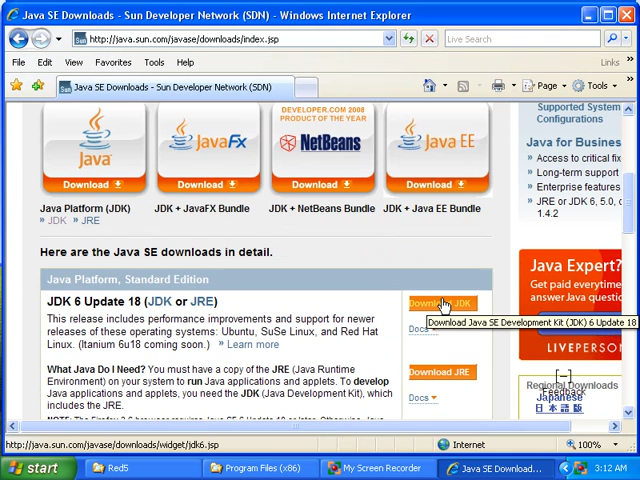 Java SE Downloads - Sun Developer Network (SDN) - Windows Internet Explorer
http://java.sun.com/javase/downloads/index.jsp
Live Search
File Edit View Favorites Tools Help
Links »
Sun Java SE Downloads - Sun Developer Network (SDN)
Page Tools »
Java
JavaFX
DEVELOPER.COM 2008
PRODUCT OF THE YEAR
NetBeans
Java EE
Download Download Download Download
Java Platform (JDK)
» JDK » JRE
JDK + JavaFX Bundle
JDK + NetBeans Bundle
JDK + Java EE Bundle
Supported System
Configurations
Java for Busines
» Access to critical fix
» Long-term support
» Enterprise features
» JRE or JDK 6, 5.0,
1.4.2
Here are the Java SE downloads in detail.
Java Platform, Standard Edition
JDK 6 Update 18 (JDK or JRE)
This release includes performance improvements and support for newer
releases of these operating systems: Ubuntu, SuSe Linux, and Red Hat
Linux. (Itanium 6u18 coming soon.) » Learn more
Download JDK
Docs
Download Java SE Development Kit (JDK) 6 Update 18
What Java Do I Need? You must have a copy of the JRE (Java Runtime
Environment) on your system to run Java applications and applets. To develop
Java applications and applets, you need the JDK (Java Development Kit), which
includes the JRE.
Download JRE
Docs
Java Exper
Get paid everytime
answer Java questio
LIVEPERSON
[–]
Feedback
Regional Downloads
Japanese
日本語版
http://java.sun.com/javase/widget/jdk6.jsp
Internet
100%
start
Red5
Program Files (x86)
My Screen Recorder
Java SE Download...
3:12 AM